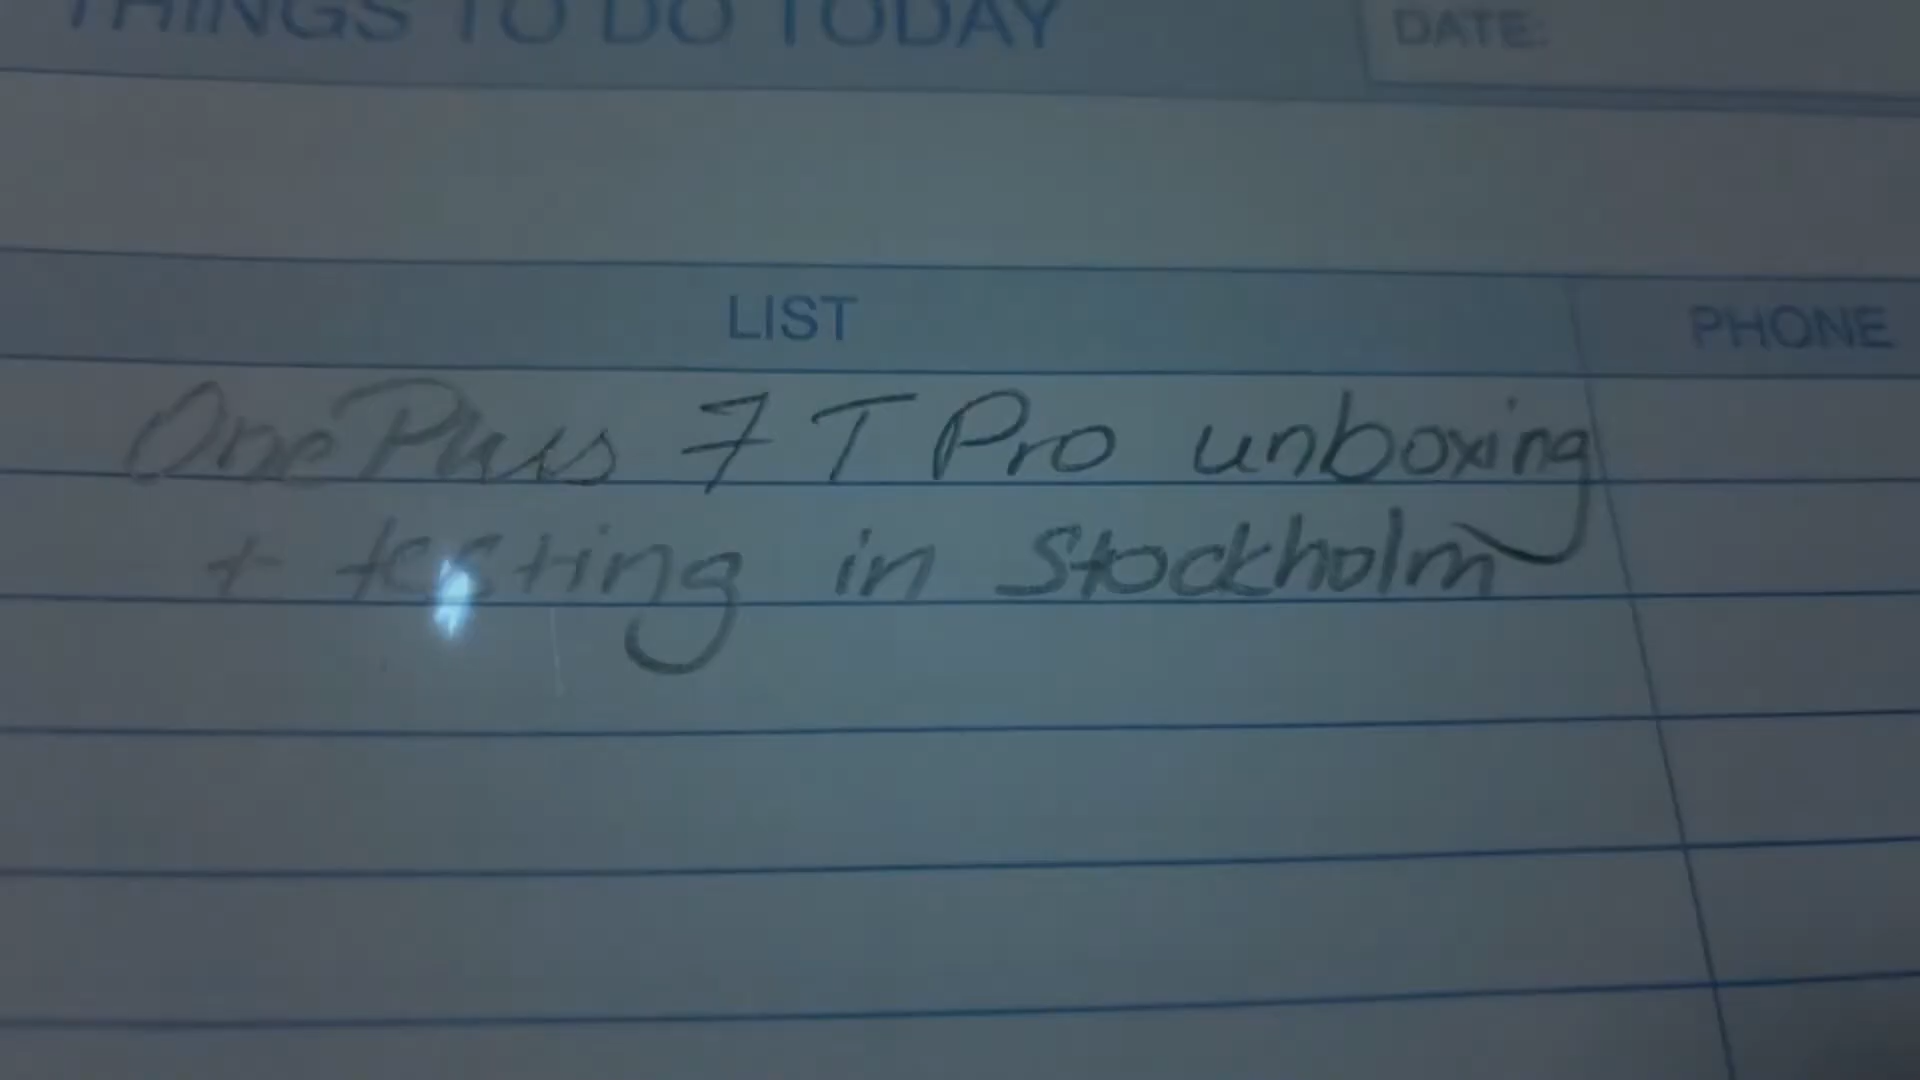 THINGS TO DO TODAY
DATE:
LIST
PHONE
OnePlus 7T Pro unboxing
+ testing in Stockholm